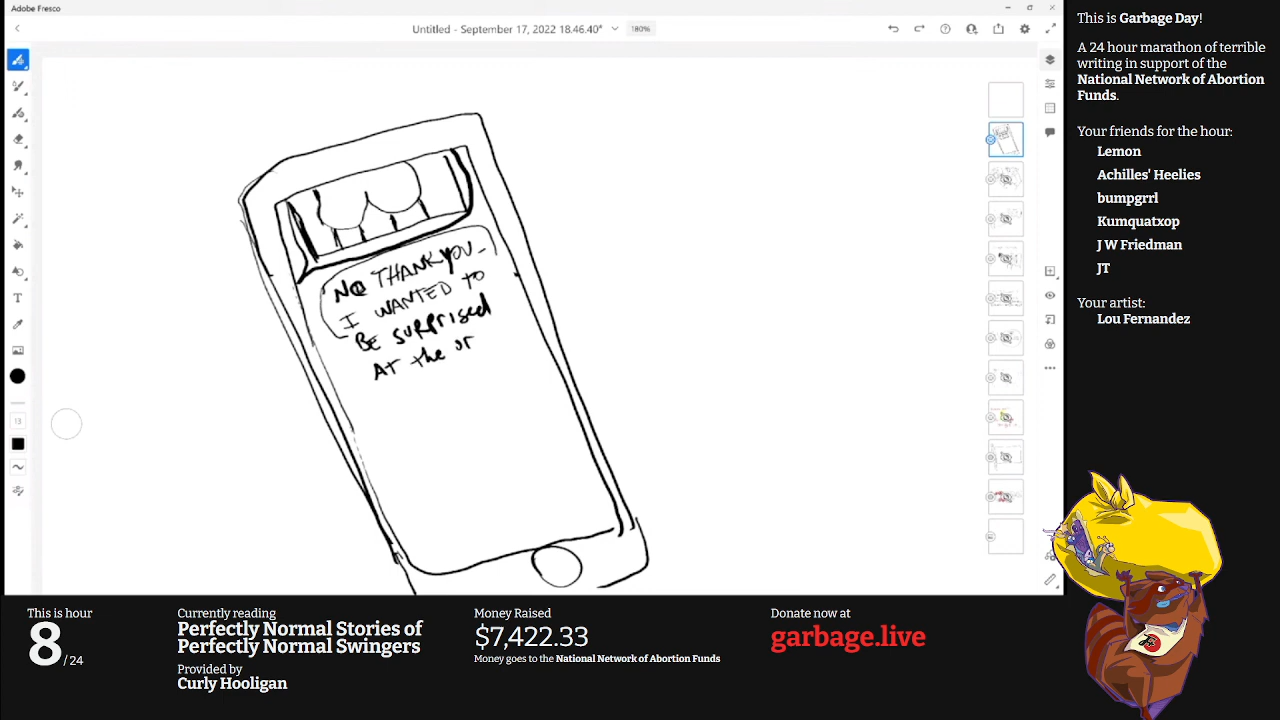 Adobe Fresco
Untitled - September 17, 2022 18.46.40*
180%
This is Garbage Day!
A 24 hour marathon of terrible
writing in support of the
National Network of Abortion
Funds.
Your friends for the hour:
Lemon
Achilles' Heelies
bumpgrrl
Kumquatxop
J W Friedman
JT
Your artist:
Lou Fernandez
NO THANK YOU -
I WANTED TO
BE SURPRISED
AT the or
13
This is hour
8 / 24
Currently reading
Perfectly Normal Stories of
Perfectly Normal Swingers
Provided by
Curly Hooligan
Money Raised
$7,422.33
Money goes to the National Network of Abortion Funds
Donate now at
garbage.live